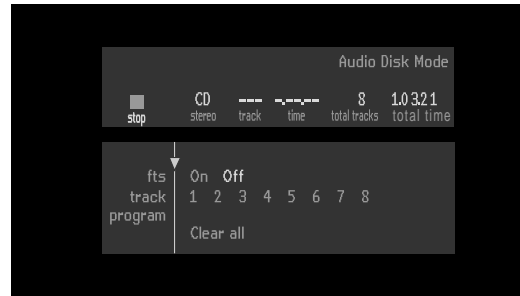 Audio Disk Mode
CD --- -.--.-- 8 1.03.21
stop stereo track time total tracks total time
fts On Off
track 1 2 3 4 5 6 7 8
program
Clear all